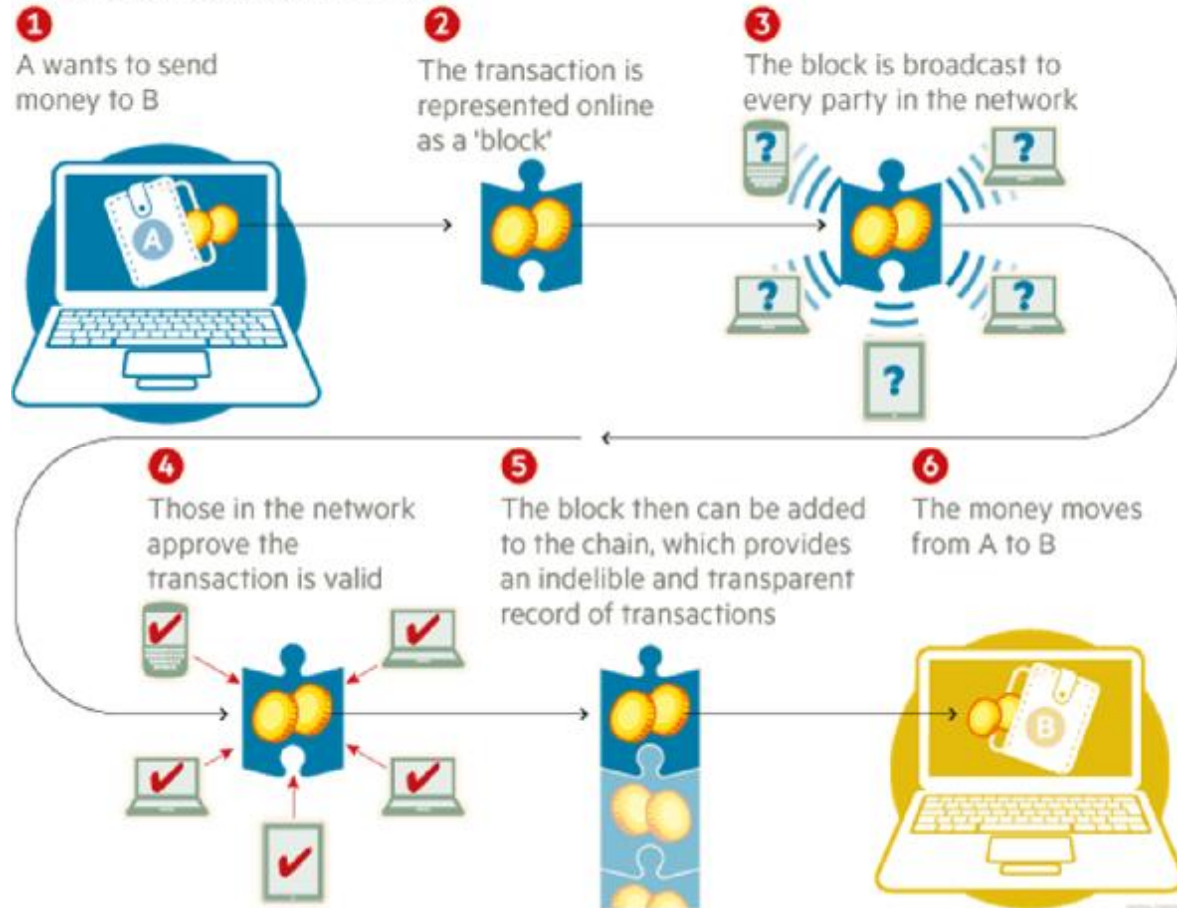 1
A wants to send
money to B
2
The transaction is
represented online
as a 'block'
3
The block is broadcast to
every party in the network
?
?
?
?
?
A
4
Those in the network
approve the
transaction is valid
5
The block then can be added
to the chain, which provides
an indelible and transparent
record of transactions
6
The money moves
from A to B
B